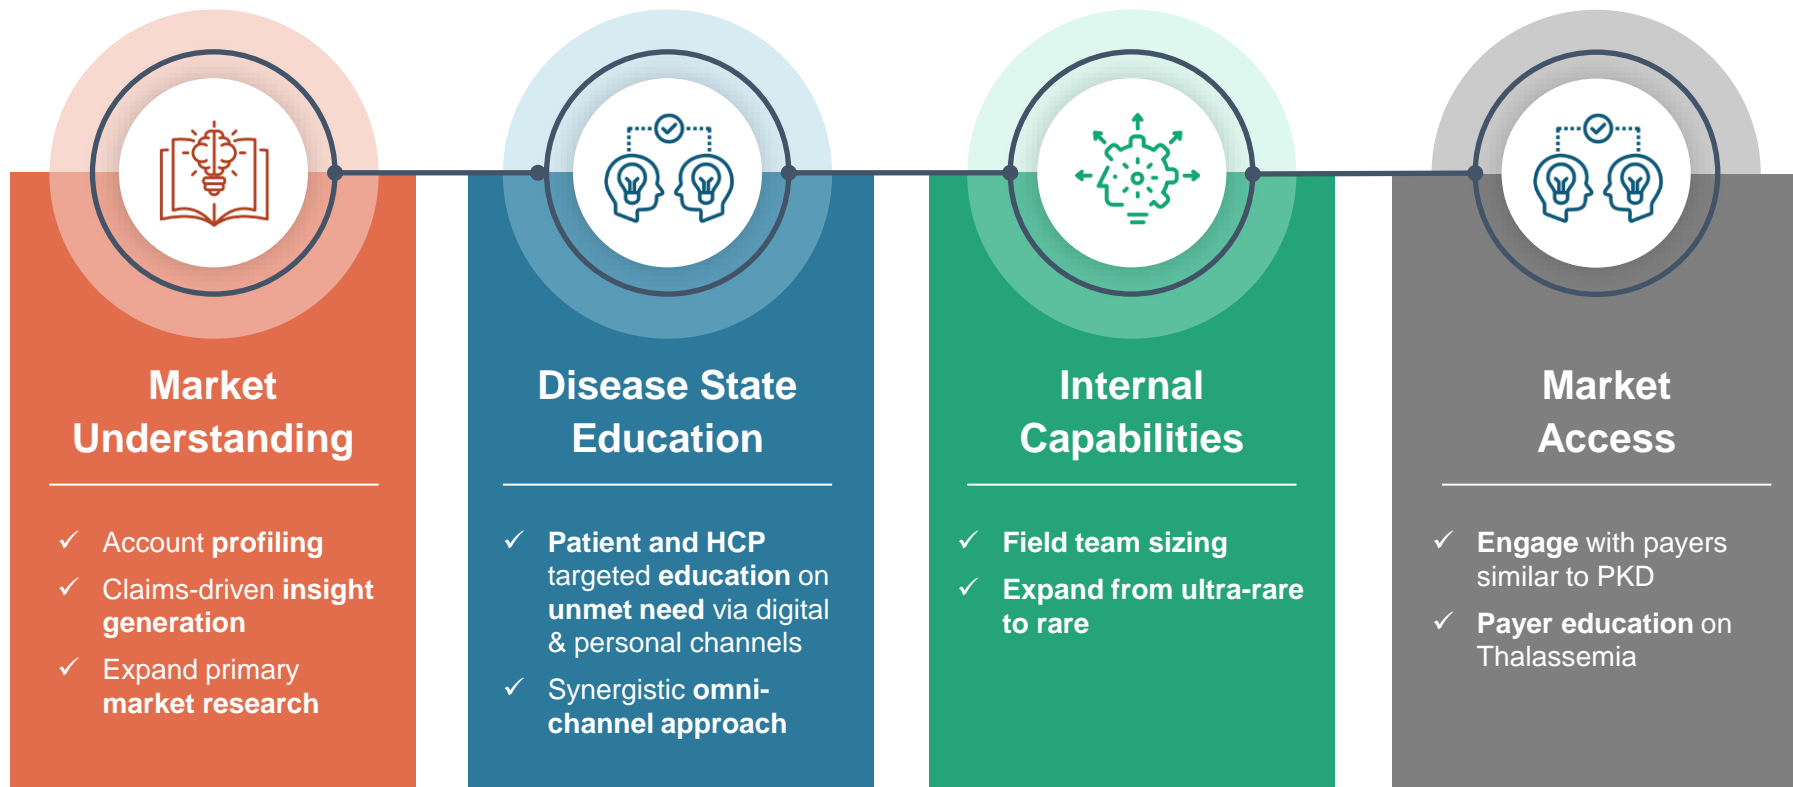 Market
Understanding
Account profiling
Claims-driven insight
generation
Expand primary
market research
Disease State
Education
Patient and HCP
targeted education on
unmet need via digital
& personal channels
Synergistic omni-
channel approach
Internal
Capabilities
Field team sizing
Expand from ultra-rare
to rare
Market
Access
Engage with payers
similar to PKD
Payer education on
Thalassemia